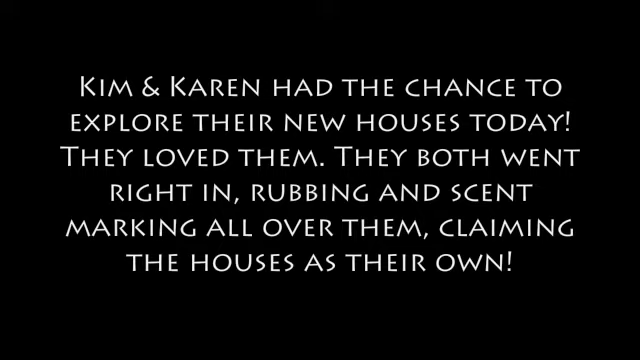 Kim & Karen had the chance to
explore their new houses today!
They loved them. They both went
right in, rubbing and scent
marking all over them, claiming
the houses as their own!